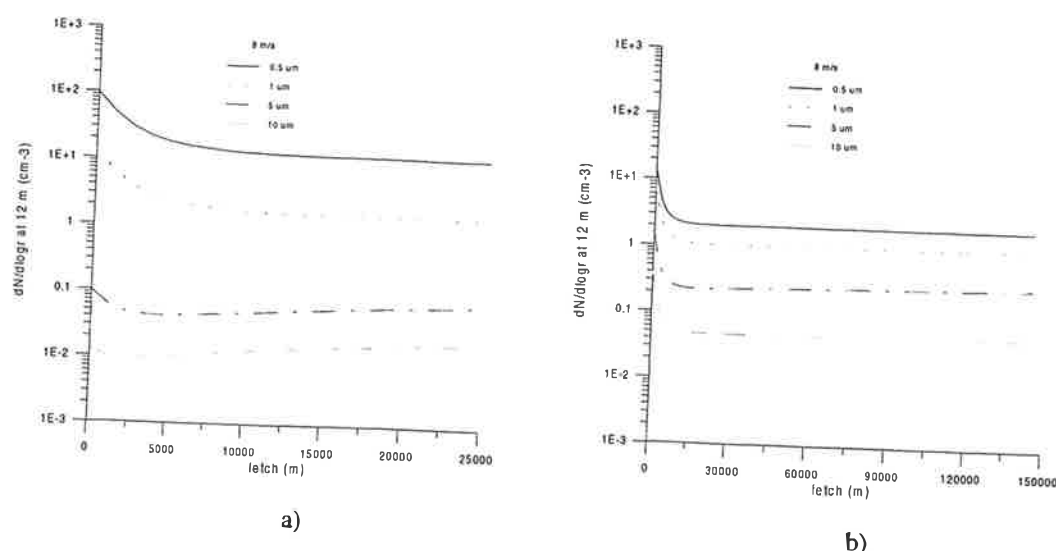 1E+3
1E+2
1E+1
1
0.1
1E-2
1E-3
dN/dlogr at 12 m (cm-3)
8 m/s
0.5 um
1 um
5 um
10 um
0
5000
10000
15000
20000
25000
fetch (m)
a)
1E+3
1E+2
1E+1
1
0.1
1E-2
1E-3
dN/dlogr at 12 m (cm-3)
8 m/s
0.5 um
1 um
5 um
10 um
0
30000
60000
90000
120000
150000
fetch (m)
b)